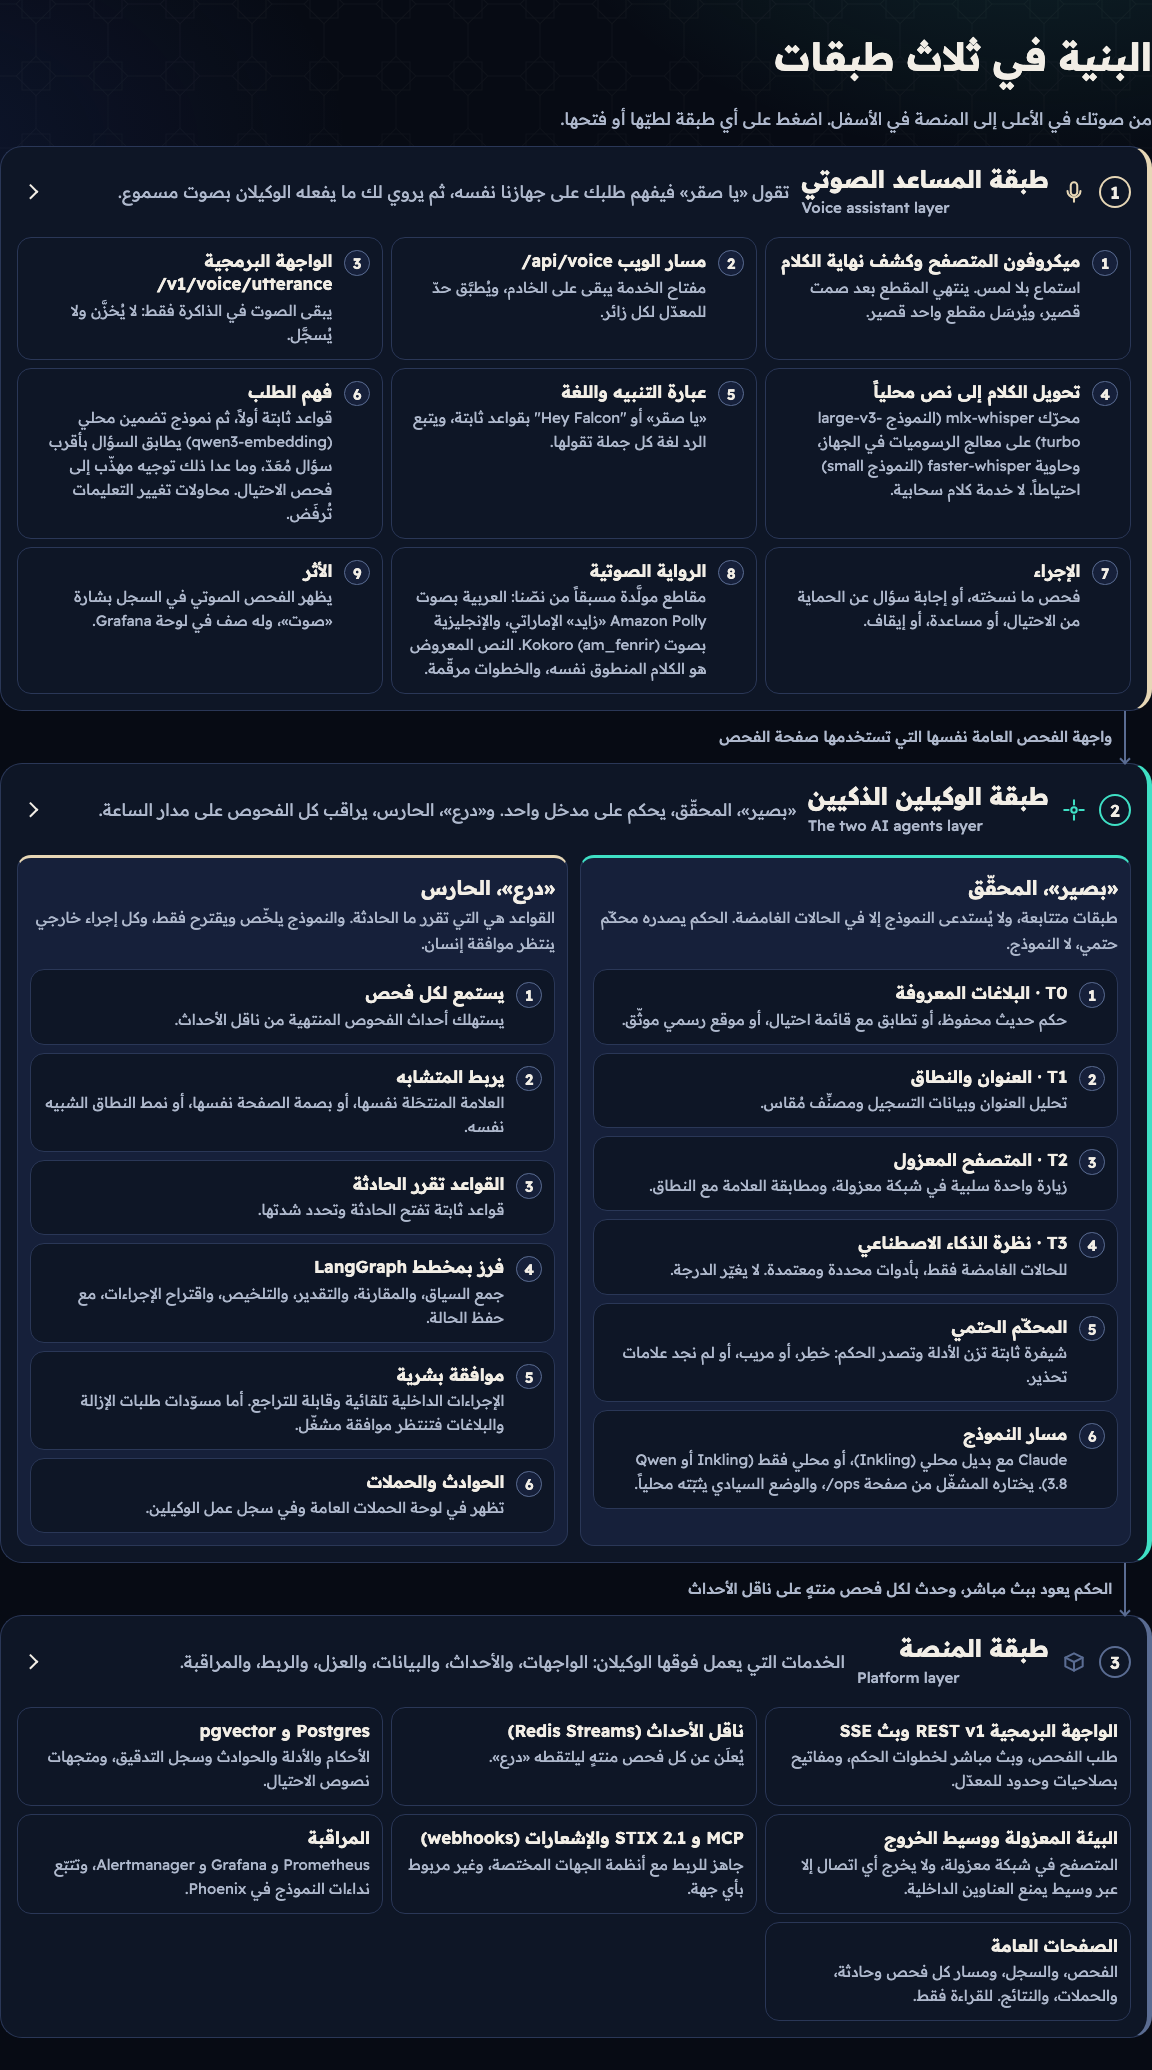 البنية في ثلاث طبقات
من صوتك في الأعلى إلى المنصة في الأسفل. اضغط على أي طبقة لطيّها أو فتحها.
1
طبقة المساعد الصوتي
Voice assistant layer
تقول «يا صقر» فيفهم طلبك على جهازنا نفسه، ثم يروي لك ما يفعله الوكيلان بصوت مسموع.
1
ميكروفون المتصفح وكشف نهاية الكلام
استماع بلا لمس. ينتهي المقطع بعد صمت
قصير، ويُرسَل مقطع واحد قصير.
2
مسار الويب api/voice/
مفتاح الخدمة يبقى على الخادم، ويُطبَّق حدّ
للمعدّل لكل زائر.
3
الواجهة البرمجية
v1/voice/utterance/
يبقى الصوت في الذاكرة فقط: لا يُخزَّن ولا
يُسجَّل.
4
تحويل الكلام إلى نص محلياً
محرّك mlx-whisper (النموذج large-v3-
turbo) على معالج الرسوميات في الجهاز،
وحاوية faster-whisper (النموذج small)
احتياطاً. لا خدمة كلام سحابية.
5
عبارة التنبيه واللغة
«يا صقر» أو "Hey Falcon" بقواعد ثابتة، ويتبع
الرد لغة كل جملة تقولها.
6
فهم الطلب
قواعد ثابتة أولاً، ثم نموذج تضمين محلي
(qwen3-embedding) يطابق السؤال بأقرب
سؤال مُعَدّ، وما عدا ذلك توجيه مهذّب إلى
فحص الاحتيال. محاولات تغيير التعليمات
تُرفَض.
7
الإجراء
فحص ما نسخته، أو إجابة سؤال عن الحماية
من الاحتيال، أو مساعدة، أو إيقاف.
8
الرواية الصوتية
مقاطع مولَّدة مسبقاً من نصّنا: العربية بصوت
Amazon Polly «زايد» الإماراتي، والإنجليزية
بصوت Kokoro (am_fenrir). النص المعروض
هو الكلام المنطوق نفسه، والخطوات مرقّمة.
9
الأثر
يظهر الفحص الصوتي في السجل بشارة
«صوت»، وله صف في لوحة Grafana.
واجهة الفحص العامة نفسها التي تستخدمها صفحة الفحص
2
طبقة الوكيلين الذكيين
The two AI agents layer
«بصير»، المحقّق، يحكم على مدخل واحد. و«درع»، الحارس، يراقب كل الفحوص على مدار الساعة.
«بصير»، المحقّق
طبقات متتابعة، ولا يُستدعى النموذج إلا في الحالات الغامضة. الحكم يصدره محكّم
حتمي، لا النموذج.
1
T0 · البلاغات المعروفة
حكم حديث محفوظ، أو تطابق مع قائمة احتيال، أو موقع رسمي موثّق.
2
T1 · العنوان والنطاق
تحليل العنوان وبيانات التسجيل ومصنِّف مُقاس.
3
T2 · المتصفح المعزول
زيارة واحدة سلبية في شبكة معزولة، ومطابقة العلامة مع النطاق.
4
T3 · نظرة الذكاء الاصطناعي
للحالات الغامضة فقط، بأدوات محددة ومعتمدة. لا يغيّر الدرجة.
5
المحكّم الحتمي
شيفرة ثابتة تزن الأدلة وتصدر الحكم: خطِر، أو مريب، أو لم نجد علامات
تحذير.
6
مسار النموذج
Claude مع بديل محلي (Inkling)، أو محلي فقط (Inkling أو Qwen
3.8). يختاره المشغّل من صفحة ops/، والوضع السيادي يثبّته محلياً.
«درع»، الحارس
القواعد هي التي تقرر ما الحادثة. والنموذج يلخّص ويقترح فقط، وكل إجراء خارجي
ينتظر موافقة إنسان.
1
يستمع لكل فحص
يستهلك أحداث الفحوص المنتهية من ناقل الأحداث.
2
يربط المتشابه
العلامة المنتحَلة نفسها، أو بصمة الصفحة نفسها، أو نمط النطاق الشبيه
نفسه.
3
القواعد تقرر الحادثة
قواعد ثابتة تفتح الحادثة وتحدد شدتها.
4
فرز بمخطط LangGraph
جمع السياق، والمقارنة، والتقدير، والتلخيص، واقتراح الإجراءات، مع
حفظ الحالة.
5
موافقة بشرية
الإجراءات الداخلية تلقائية وقابلة للتراجع. أما مسوّدات طلبات الإزالة
والبلاغات فتنتظر موافقة مشغّل.
6
الحوادث والحملات
تظهر في لوحة الحملات العامة وفي سجل عمل الوكيلين.
الحكم يعود ببث مباشر، وحدث لكل فحص منتهٍ على ناقل الأحداث
3
طبقة المنصة
Platform layer
الخدمات التي يعمل فوقها الوكيلان: الواجهات، والأحداث، والبيانات، والعزل، والربط، والمراقبة.
الواجهة البرمجية REST v1 وبث SSE
طلب الفحص، وبث مباشر لخطوات الحكم، ومفاتيح
بصلاحيات وحدود للمعدّل.
ناقل الأحداث (Redis Streams)
يُعلَن عن كل فحص منتهٍ ليلتقطه «درع».
Postgres و pgvector
الأحكام والأدلة والحوادث وسجل التدقيق، ومتجهات
نصوص الاحتيال.
البيئة المعزولة ووسيط الخروج
المتصفح في شبكة معزولة، ولا يخرج أي اتصال إلا
عبر وسيط يمنع العناوين الداخلية.
MCP و STIX 2.1 والإشعارات (webhooks)
جاهز للربط مع أنظمة الجهات المختصة، وغير مربوط
بأي جهة.
المراقبة
Prometheus و Grafana و Alertmanager، وتتبّع
نداءات النموذج في Phoenix.
الصفحات العامة
الفحص، والسجل، ومسار كل فحص وحادثة،
والحملات، والنتائج. للقراءة فقط.